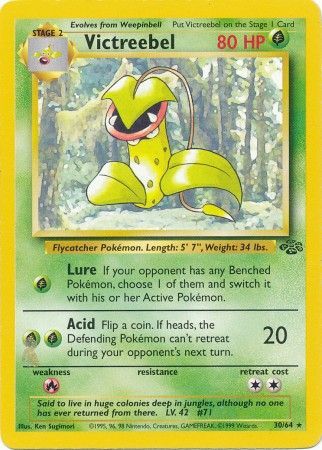 Evolves from Weepinbell
Put Victreebel on the Stage 1 Card
STAGE 2
Victreebel
80 HP
Flycatcher Pokémon. Length: 5' 7", Weight: 34 lbs.
Lure If your opponent has any Benched
Pokémon, choose 1 of them and switch it
with his or her Active Pokémon.
Acid Flip a coin. If heads, the
Defending Pokémon can't retreat
during your opponent's next turn.
20
weakness
resistance
retreat cost
Said to live in huge colonies deep in jungles, although no one
has ever returned from there. LV. 42 #71
Illus. Ken Sugimori
©1995, 96, 98 Nintendo, Creatures, GAMEFREAK. ©1999 Wizards.
30/64 ★